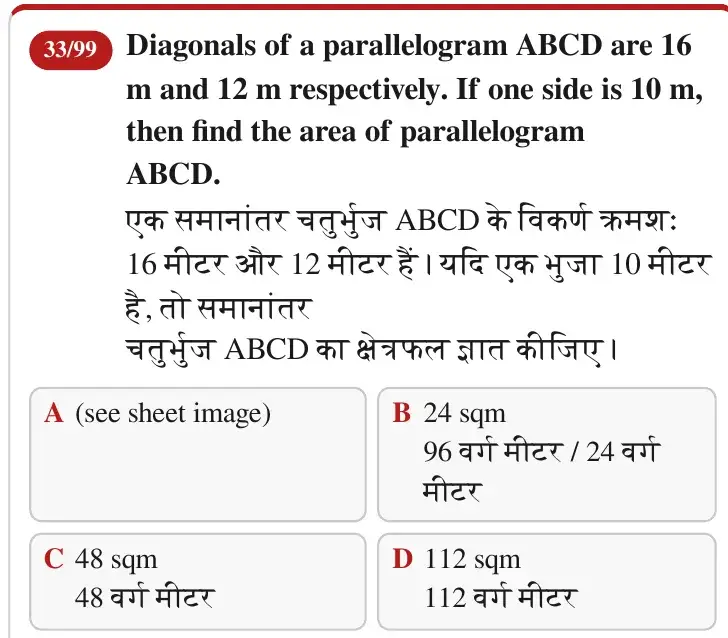 33/99 Diagonals of a parallelogram ABCD are 16
m and 12 m respectively. If one side is 10 m,
then find the area of parallelogram
ABCD.
एक समानांतर चतुर्भुज ABCD के विकर्ण क्रमशः
16 मीटर और 12 मीटर हैं। यदि एक भुजा 10 मीटर
है, तो समानांतर
चतुर्भुज ABCD का क्षेत्रफल ज्ञात कीजिए।
A (see sheet image)
B 24 sqm
96 वर्ग मीटर / 24 वर्ग
मीटर
C 48 sqm
48 वर्ग मीटर
D 112 sqm
112 वर्ग मीटर